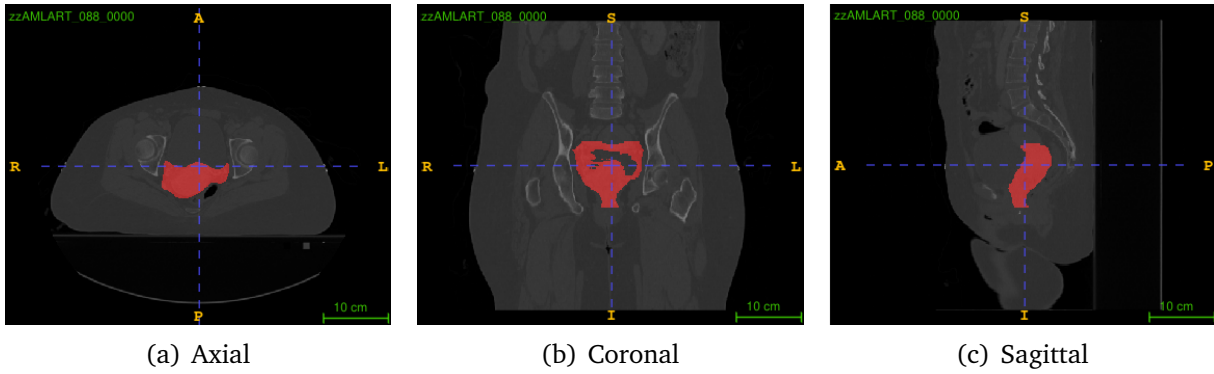 zzAMLART_088_0000
A
R
L
P
10 cm
(a) Axial
zzAMLART_088_0000
S
R
L
I
10 cm
(b) Coronal
zzAMLART_088_0000
S
A
P
I
10 cm
(c) Sagittal